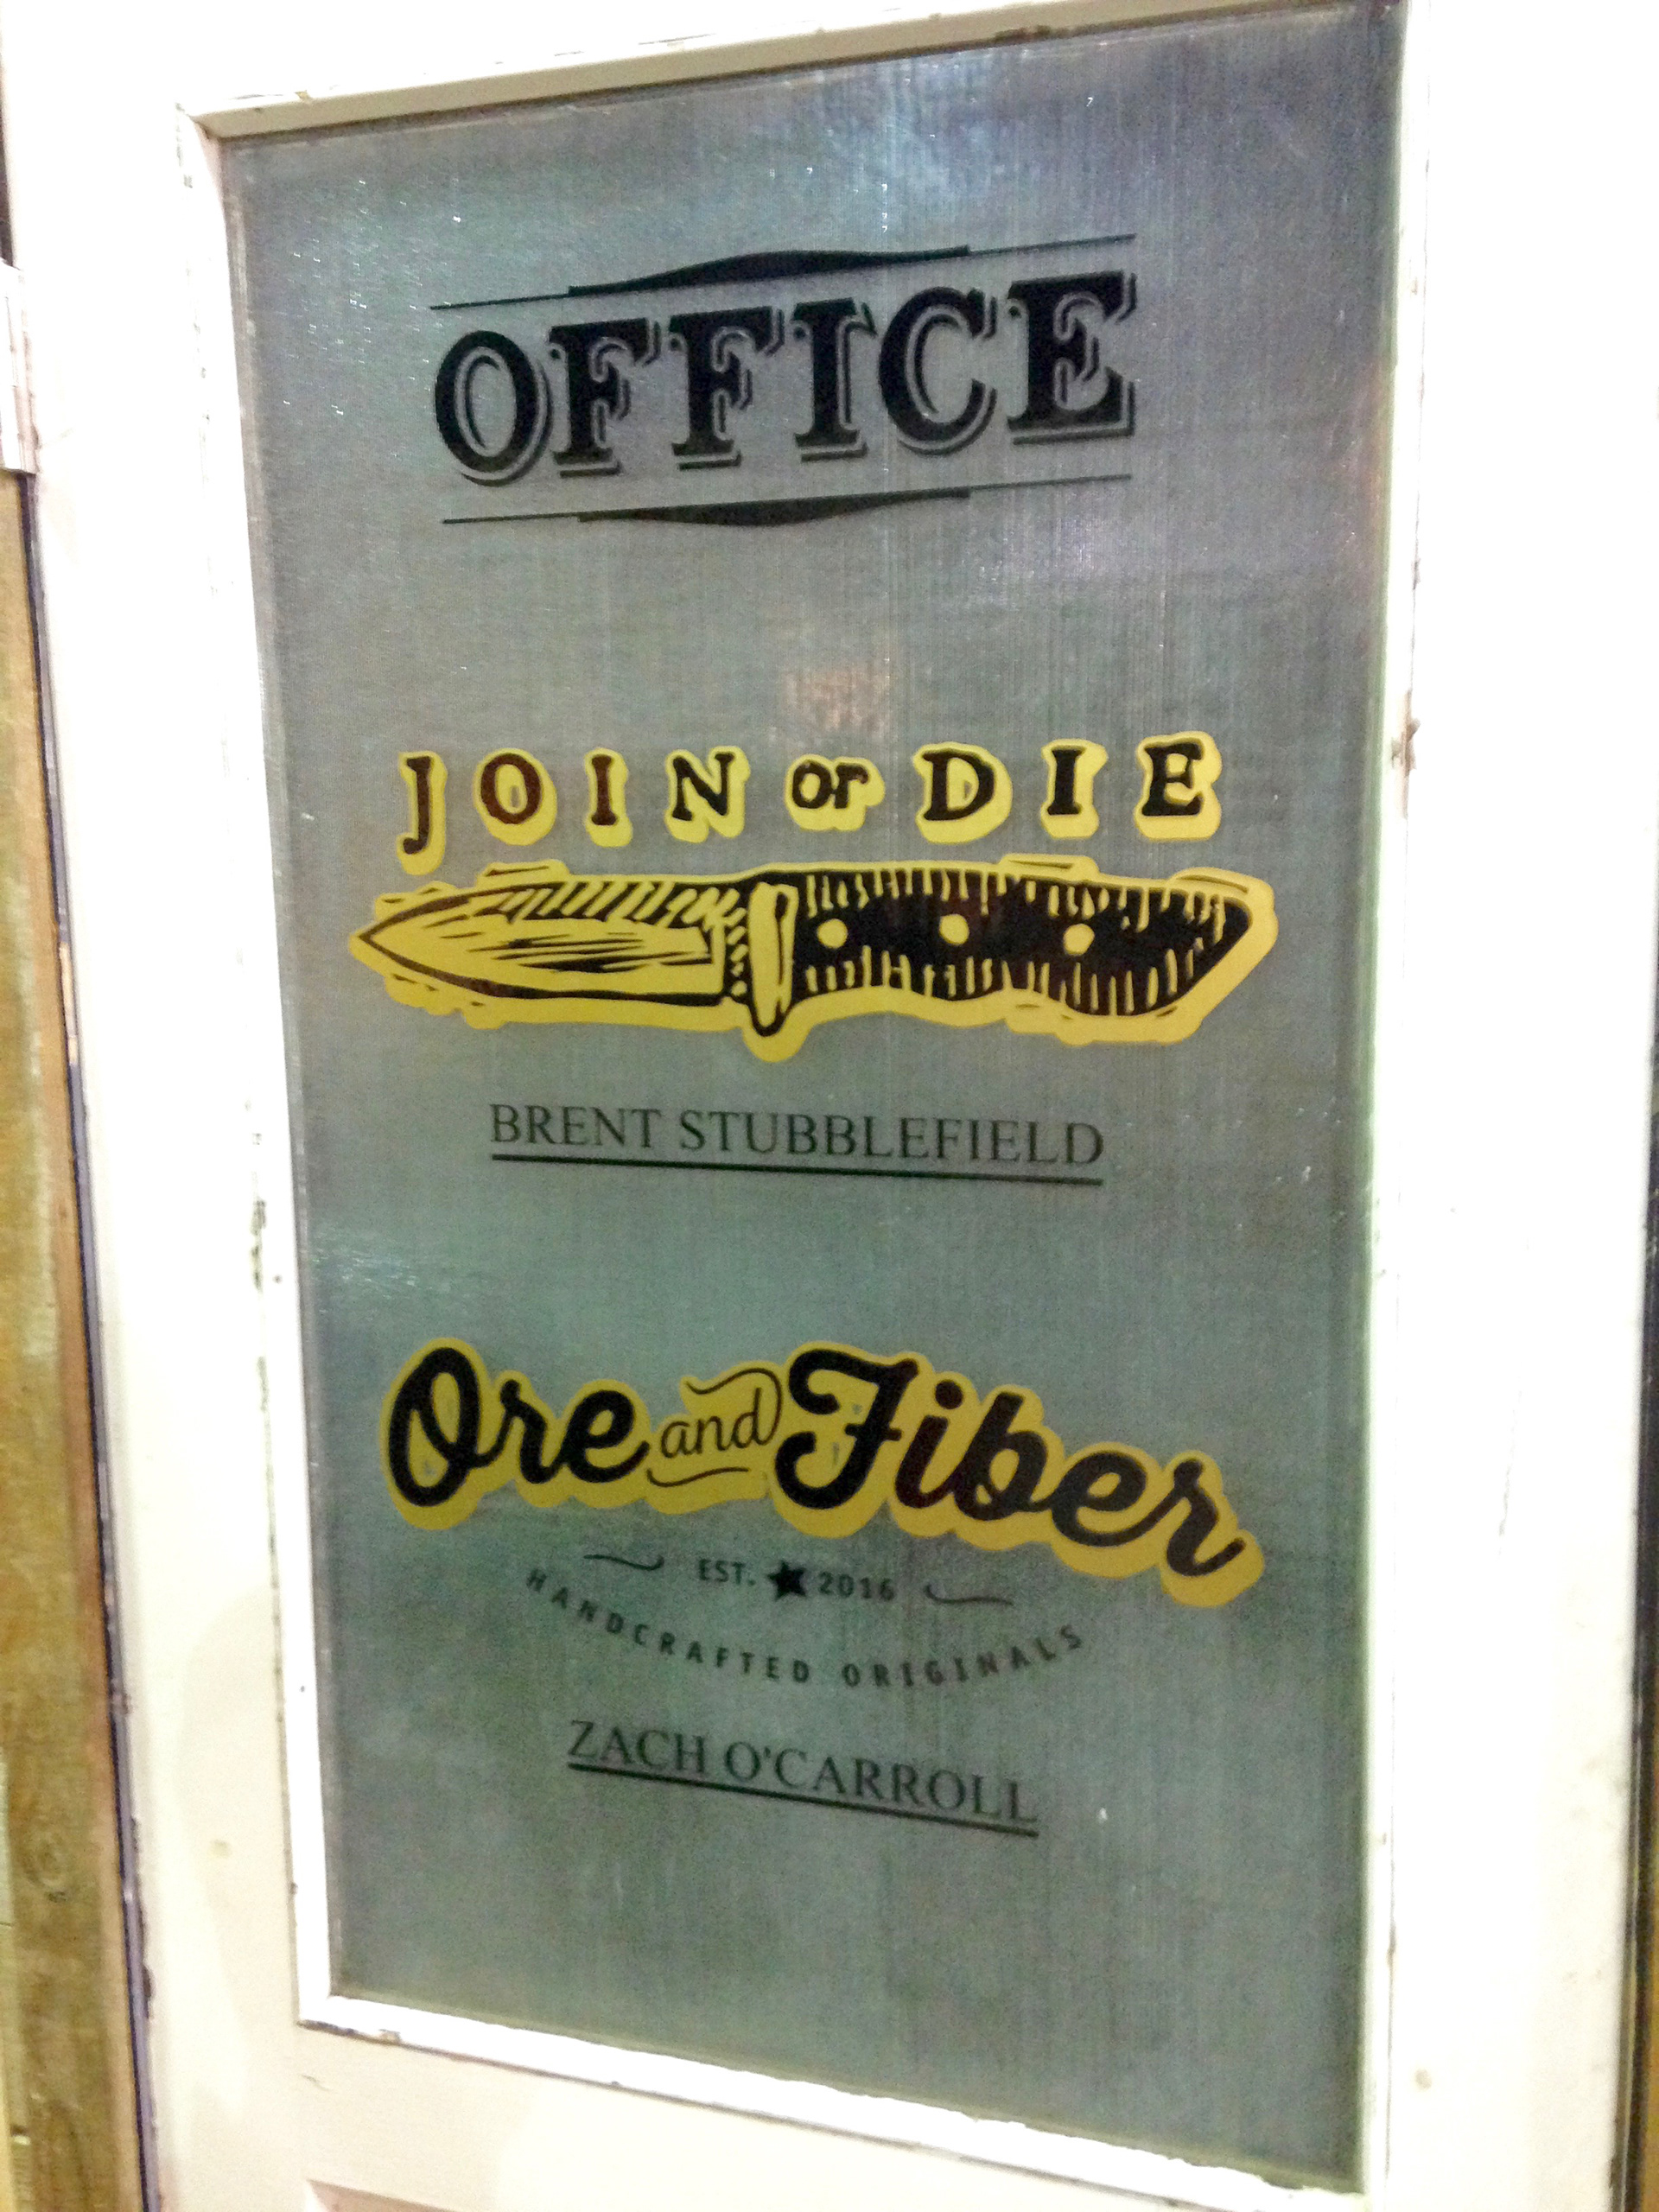 OFFICE
JOIN or DIE
BRENT STUBBLEFIELD
Ore and Fiber
EST. ★ 2016
HANDCRAFTED ORIGINALS
ZACH O'CARROLL